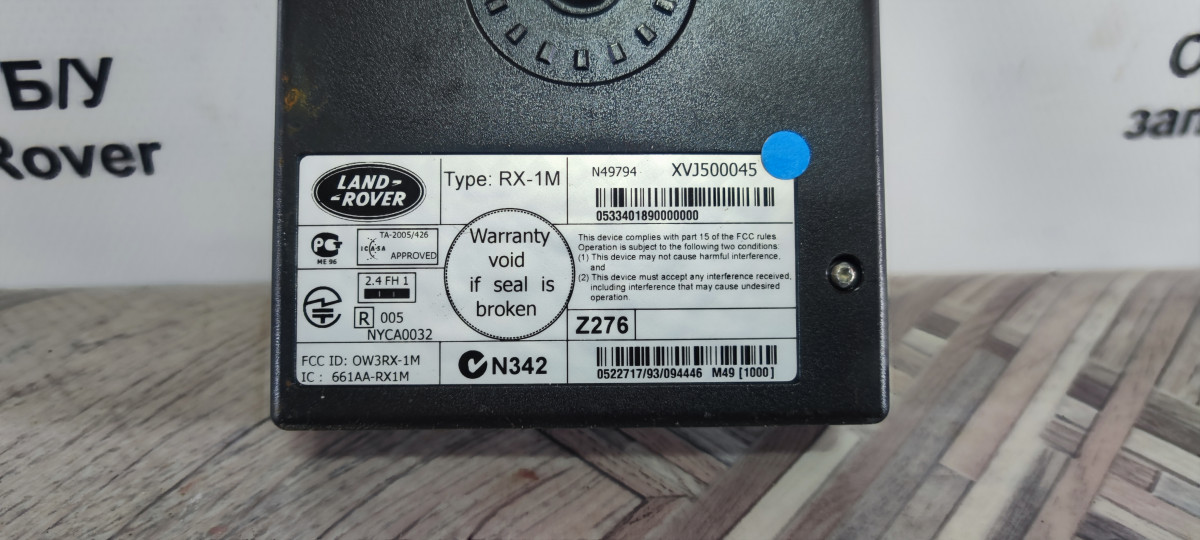 Б/У
Rover
LAND
ROVER
Type: RX-1M
N49794
XVJ500045
0533401890000000
ME 96
TA-2005/426
ICASA
APPROVED
Warranty
void
if seal is
broken
This device complies with part 15 of the FCC rules
Operation is subject to the following two conditions:
(1) This device may not cause harmful interference,
and
(2) This device must accept any interference received,
including interference that may cause undesired
operation.
2.4 FH 1
R 005
NYCA0032
Z276
FCC ID: OW3RX-1M
IC : 661AA-RX1M
N342
0522717/93/094446 M49 [1000]